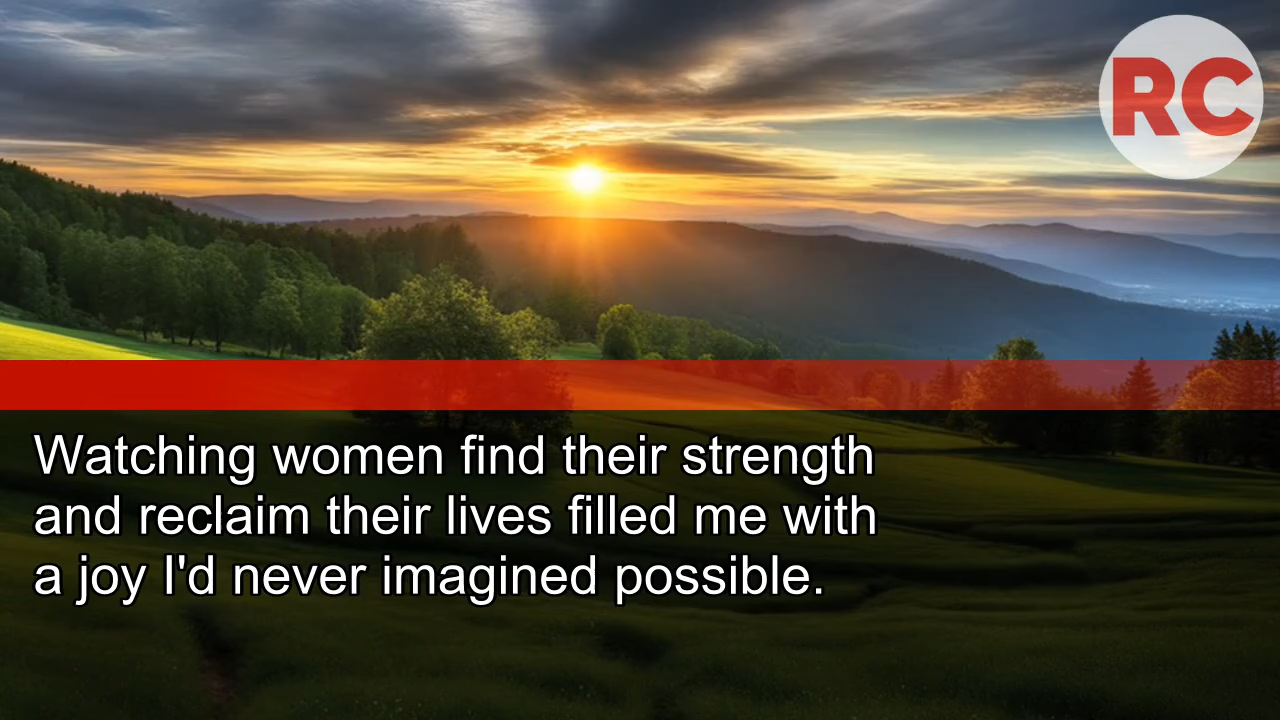 RC
Watching women find their strength
and reclaim their lives filled me with
a joy I'd never imagined possible.